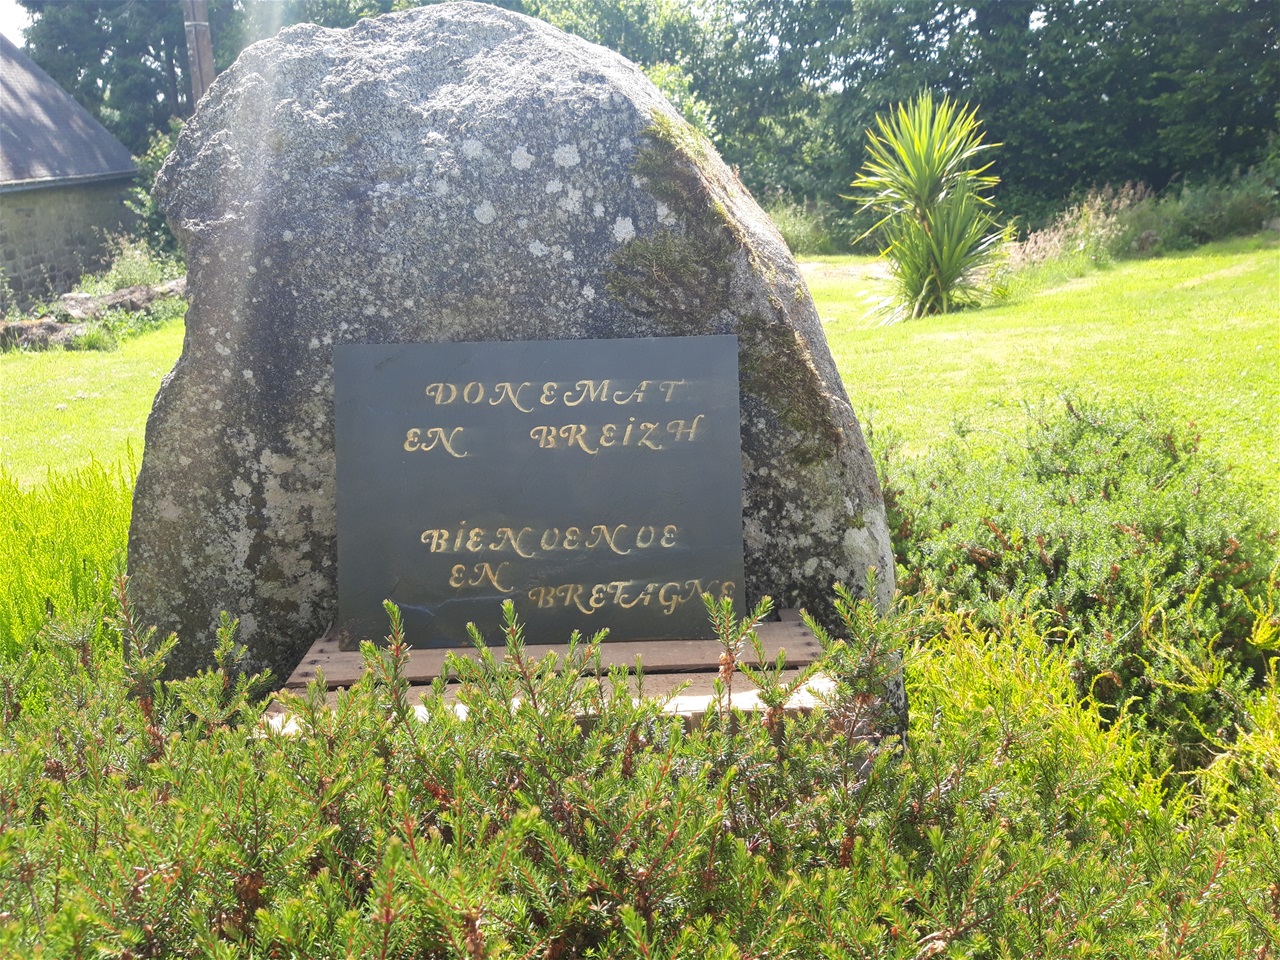 DONEMAT
EN BREiZH
BiENVENUE
EN BRETAGNE